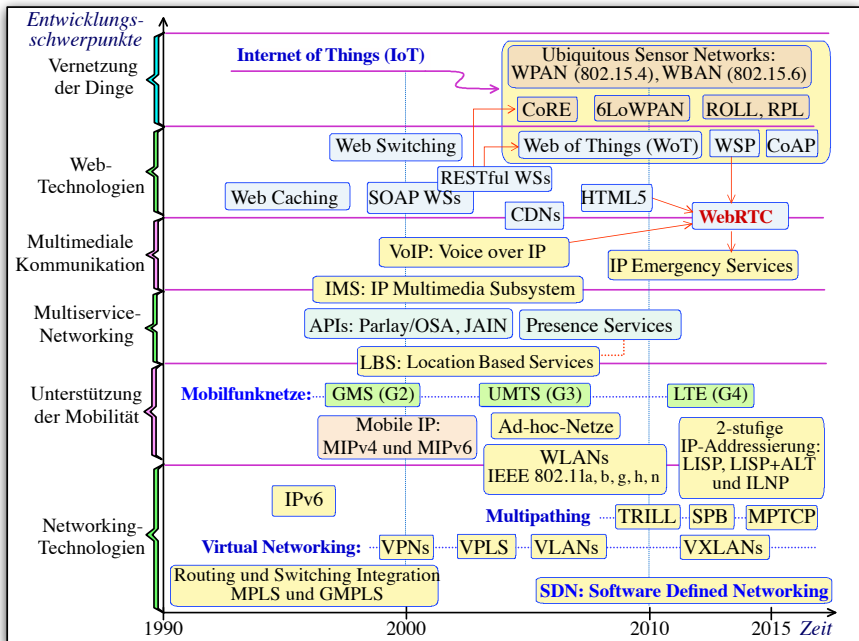 Entwicklungs-
schwerpunkte
Vernetzung
der Dinge
Internet of Things (IoT)
Ubiquitous Sensor Networks:
WPAN (802.15.4), WBAN (802.15.6)
CoRE
6LoWPAN
ROLL, RPL
Web-
Technologien
Web Switching
Web of Things (WoT)
WSP
CoAP
RESTful WSs
Web Caching
SOAP WSs
HTML5
CDNs
WebRTC
Multimediale
Kommunikation
VoIP: Voice over IP
IP Emergency Services
IMS: IP Multimedia Subsystem
Multiservice-
Networking
APIs: Parlay/OSA, JAIN
Presence Services
LBS: Location Based Services
Unterstützung
der Mobilität
Mobilfunknetze:
GMS (G2)
UMTS (G3)
LTE (G4)
Mobile IP:
MIPv4 und MIPv6
Ad-hoc-Netze
2-stufige
IP-Addressierung:
LISP, LISP+ALT
und ILNP
WLANs
IEEE 802.11a, b, g, h, n
Networking-
Technologien
IPv6
Multipathing
TRILL
SPB
MPTCP
Virtual Networking:
VPNs
VPLS
VLANs
VXLANs
Routing und Switching Integration
MPLS und GMPLS
SDN: Software Defined Networking
1990
2000
2010
2015
Zeit